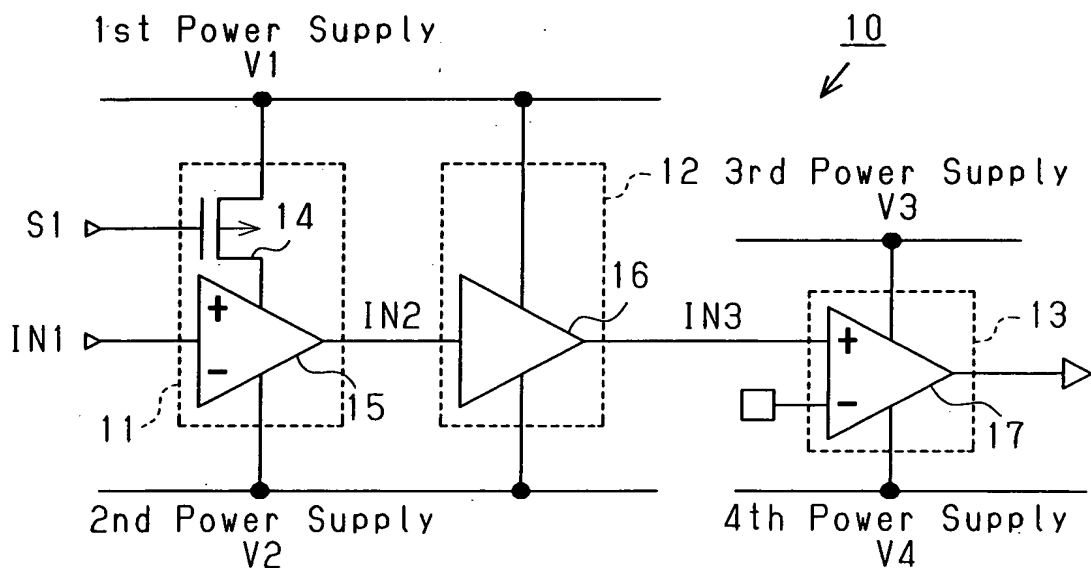 1st Power Supply
V1
10
12
3rd Power Supply
V3
S1
14
IN1
+
-
IN2
16
IN3
+
-
13
11
15
17
2nd Power Supply
V2
4th Power Supply
V4